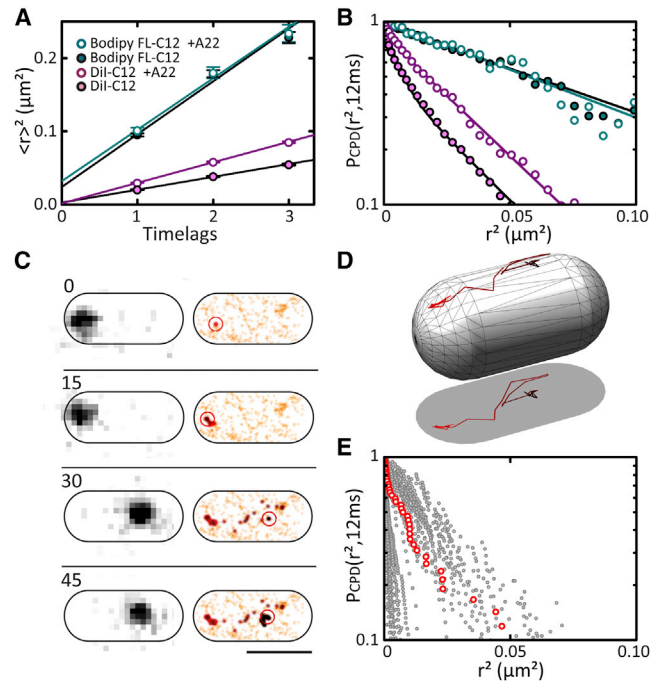 A
<r>² (µm²)
0.2
0.1
0.0
Bodipy FL-C12 +A22
Bodipy FL-C12
DiI-C12 +A22
DiI-C12
0 1 2 3
Timelags
B
PCPD(r²,12ms)
1
0.1
0 0.05 0.10
r² (µm²)
C
0
15
30
45
D
E
PCPD(r²,12ms)
1
0.1
0 0.05 0.10
r² (µm²)